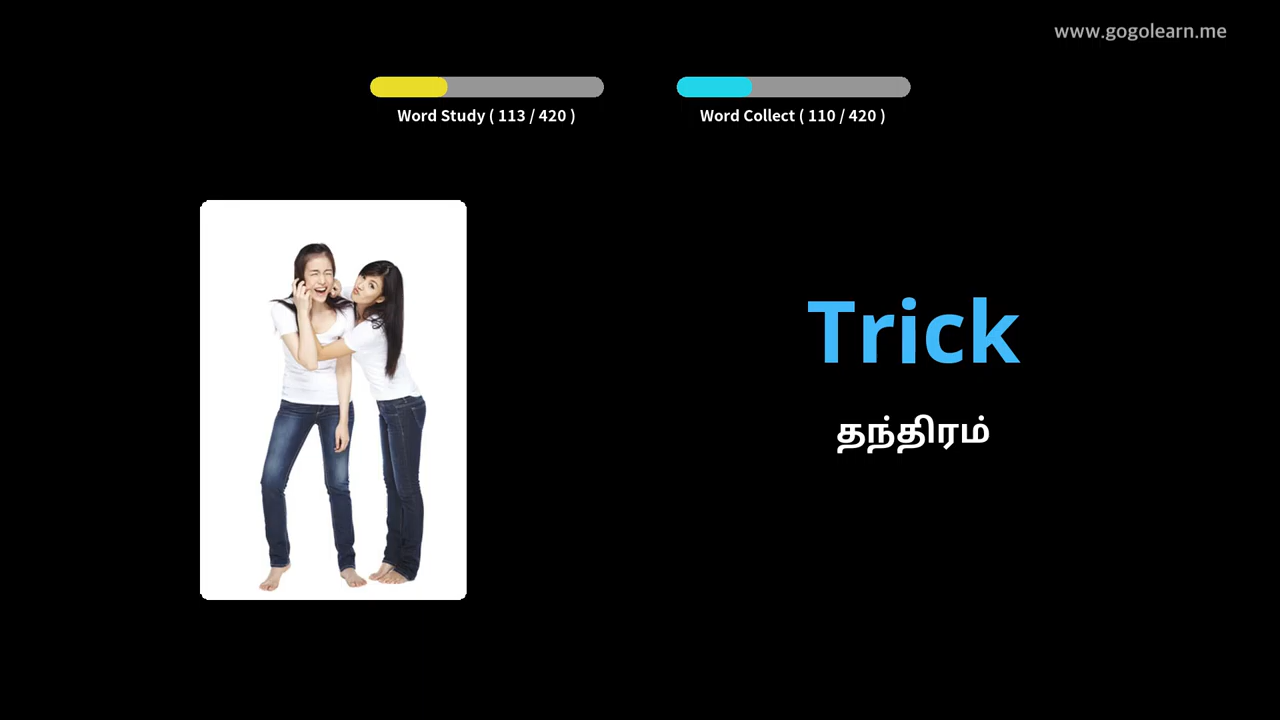 www.gogolearn.me
Word Study ( 113 / 420 )
Word Collect ( 110 / 420 )
Trick
தந்திரம்